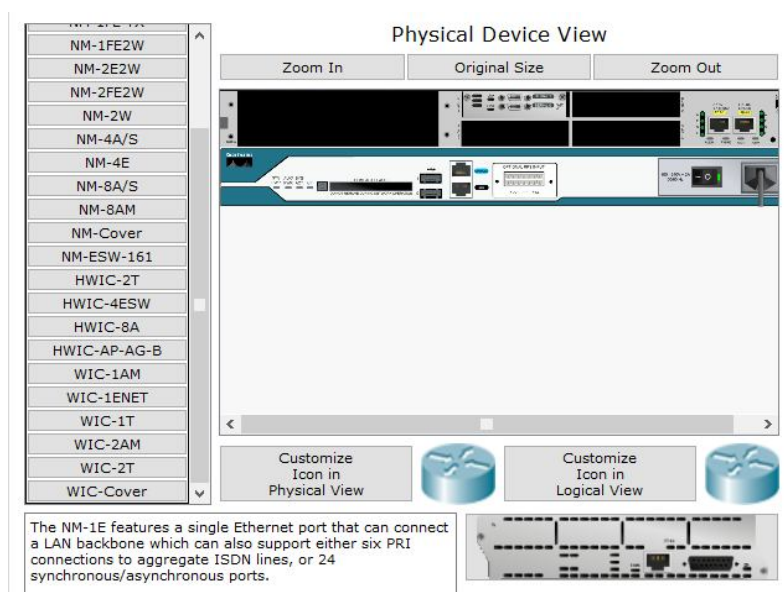 Physical Device View
Zoom In
Original Size
Zoom Out
NM-1FE2W
NM-2E2W
NM-2FE2W
NM-2W
NM-4A/S
NM-4E
NM-8A/S
NM-8AM
NM-Cover
NM-ESW-161
HWIC-2T
HWIC-4ESW
HWIC-8A
HWIC-AP-AG-B
WIC-1AM
WIC-1ENET
WIC-1T
WIC-2AM
WIC-2T
WIC-Cover
Customize
Icon in
Physical View
Customize
Icon in
Logical View
The NM-1E features a single Ethernet port that can connect
a LAN backbone which can also support either six PRI
connections to aggregate ISDN lines, or 24
synchronous/asynchronous ports.